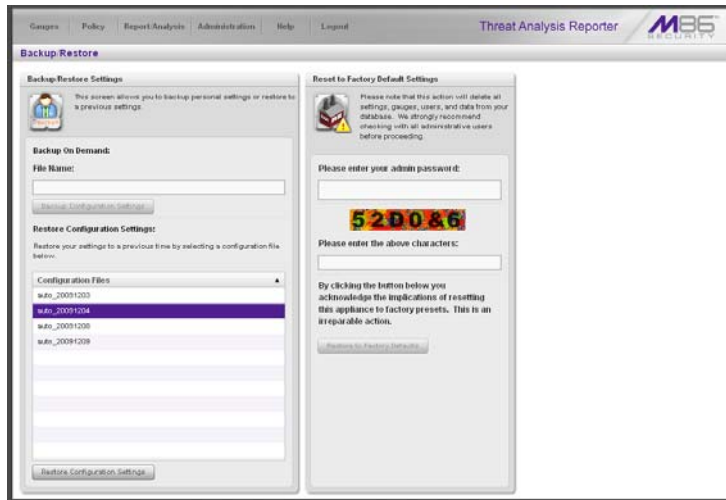 Gauges Policy Report/Analysis Administration Help Logout
Threat Analysis Reporter
M86 SECURITY
Backup/Restore
Backup/Restore Settings
This screen allows you to backup personal settings or restore to
a previous settings.
Backup On Demand:
File Name:
Backup Configuration Settings
Restore Configuration Settings:
Restore your settings to a previous time by selecting a configuration file
below.
Configuration Files
auto_20091203
auto_20091204
auto_20091208
auto_20091209
Restore Configuration Settings
Reset to Factory Default Settings
Please note that this action will delete all
settings, gauges, users, and data from your
database. We strongly recommend
checking with all administrative users
before proceeding.
Please enter your admin password:
52D0&6
Please enter the above characters:
By clicking the button below you
acknowledge the implications of resetting
this appliance to factory presets. This is an
irreparable action.
Restore to Factory Defaults